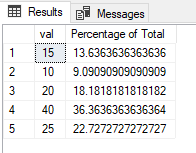 Results Messages
val Percentage of Total
1 15 13.6363636363636
2 10 9.09090909090909
3 20 18.1818181818182
4 40 36.3636363636364
5 25 22.7272727272727